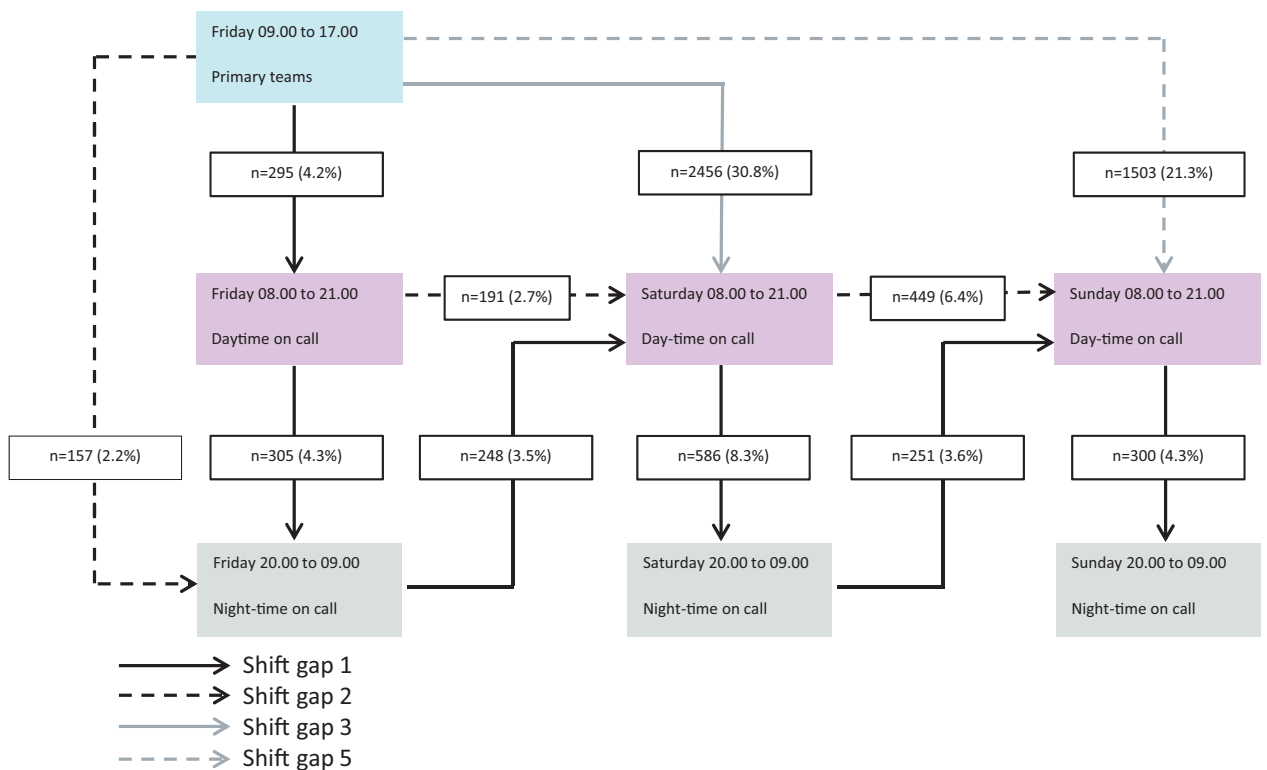 Friday 09.00 to 17.00
Primary teams
n=295 (4.2%)
n=2456 (30.8%)
n=1503 (21.3%)
Friday 08.00 to 21.00
Daytime on call
n=191 (2.7%)
Saturday 08.00 to 21.00
Day-time on call
n=449 (6.4%)
Sunday 08.00 to 21.00
Day-time on call
n=157 (2.2%)
n=305 (4.3%)
n=248 (3.5%)
n=586 (8.3%)
n=251 (3.6%)
n=300 (4.3%)
Friday 20.00 to 09.00
Night-time on call
Saturday 20.00 to 09.00
Night-time on call
Sunday 20.00 to 09.00
Night-time on call
Shift gap 1
Shift gap 2
Shift gap 3
Shift gap 5